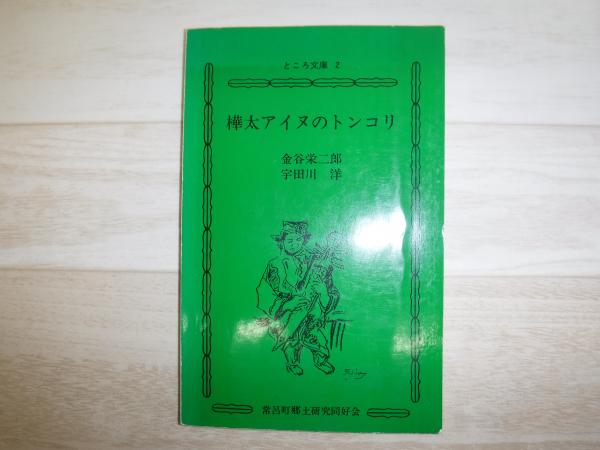 ところ文庫 2
樺太アイヌのトンコリ
金谷栄二郎
宇田川 洋
常呂町郷土研究同好会